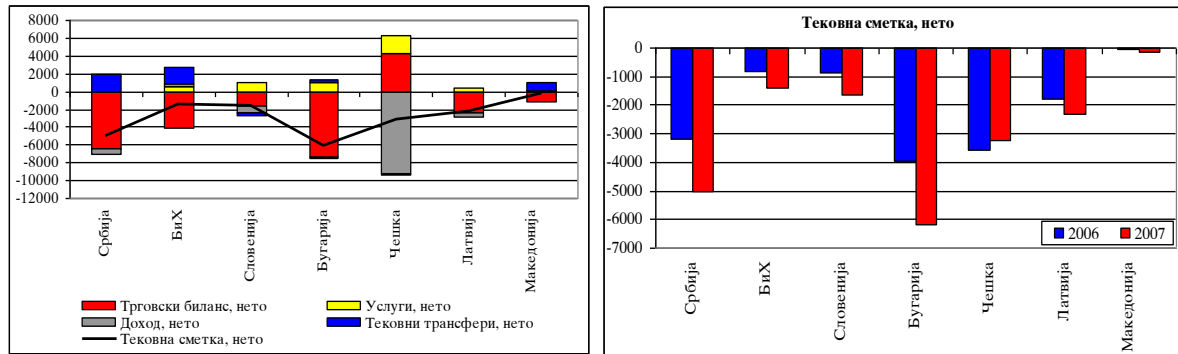 8000
6000
4000
2000
0
-2000
-4000
-6000
-8000
-10000
-12000
Србија
БиХ
Словенија
Бугарија
Чешка
Латвија
Македонија
Трговски биланс, нето
Услуги, нето
Доход, нето
Тековни трансфери, нето
Тековна сметка, нето
Тековна сметка, нето
0
-1000
-2000
-3000
-4000
-5000
-6000
-7000
2006
2007
Србија
БиХ
Словенија
Бугарија
Чешка
Латвија
Македонија